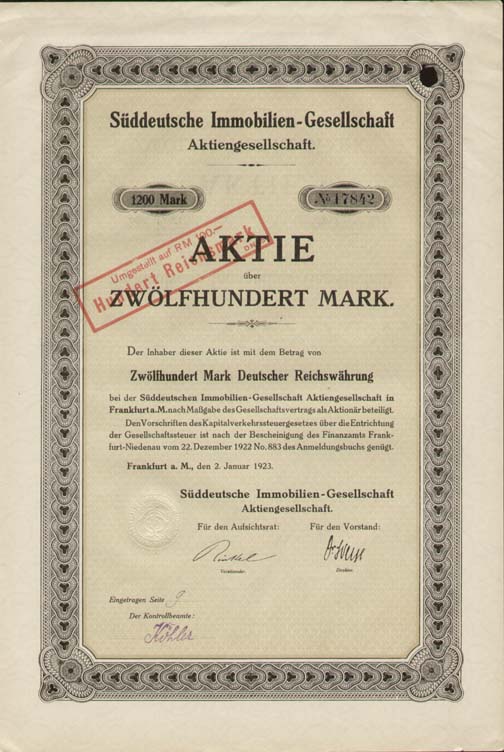 Süddeutsche Immobilien-Gesellschaft
Aktiengesellschaft.
1200 Mark
No 17842
Umgestellt auf RM 100.—
Hundert Reichsmark
AKTIE
über
ZWÖLFHUNDERT MARK.
Der Inhaber dieser Aktie ist mit dem Betrag von
Zwölfhundert Mark Deutscher Reichswährung
bei der Süddeutschen Immobilien-Gesellschaft Aktiengesellschaft in
Frankfurt a. M. nach Maßgabe des Gesellschaftsvertrags als Aktionär beteiligt.
Den Vorschriften des Kapitalverkehrssteuergesetzes über die Entrichtung
der Gesellschaftsteuer ist nach der Bescheinigung des Finanzamts Frank-
furt-Niedenau vom 22. Dezember 1922 No. 883 des Anmeldungsbuchs genügt.
Frankfurt a. M., den 2. Januar 1923.
Süddeutsche Immobilien-Gesellschaft
Aktiengesellschaft.
Für den Aufsichtsrat: Für den Vorstand:
Vorsitzender. Direktor.
Eingetragen Seite 9
Der Kontrollbeamte:
Köhler